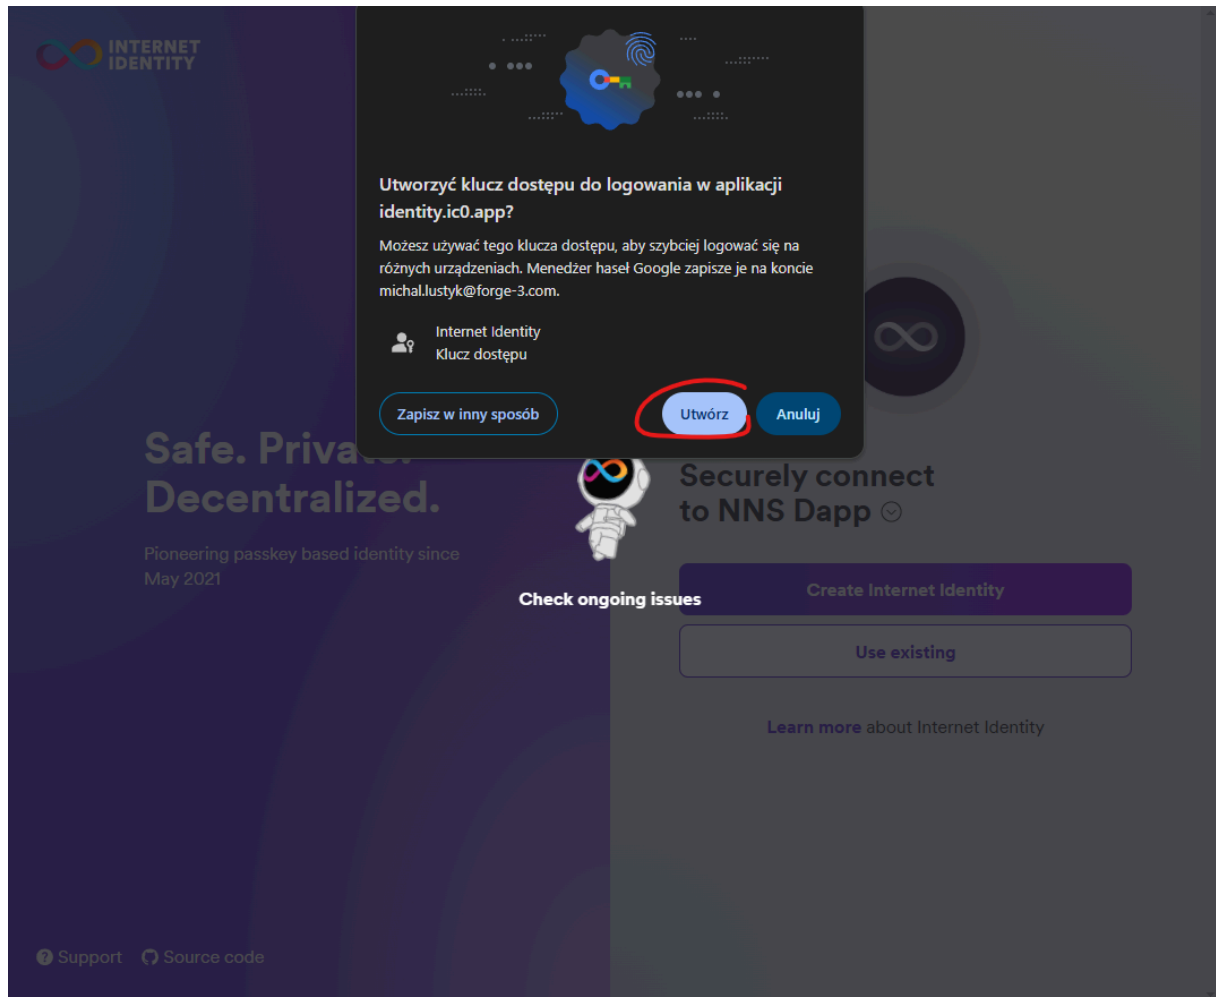 INTERNET
IDENTITY
Utworzyć klucz dostępu do logowania w aplikacji
identity.ic0.app?
Możesz używać tego klucza dostępu, aby szybciej logować się na
różnych urządzeniach. Menedżer haseł Google zapisze je na koncie
michal.lustyk@forge-3.com.
Internet Identity
Klucz dostępu
Zapisz w inny sposób
Utwórz
Anuluj
Safe. Private.
Decentralized.
Pioneering passkey based identity since
May 2021
Check ongoing issues
Securely connect
to NNS Dapp
Create Internet Identity
Use existing
Learn more about Internet Identity
Support
Source code